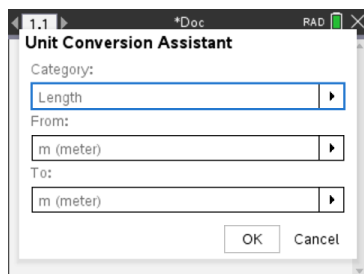 1.1 *Doc RAD
Unit Conversion Assistant
Category:
Length
From:
m (meter)
To:
m (meter)
OK Cancel